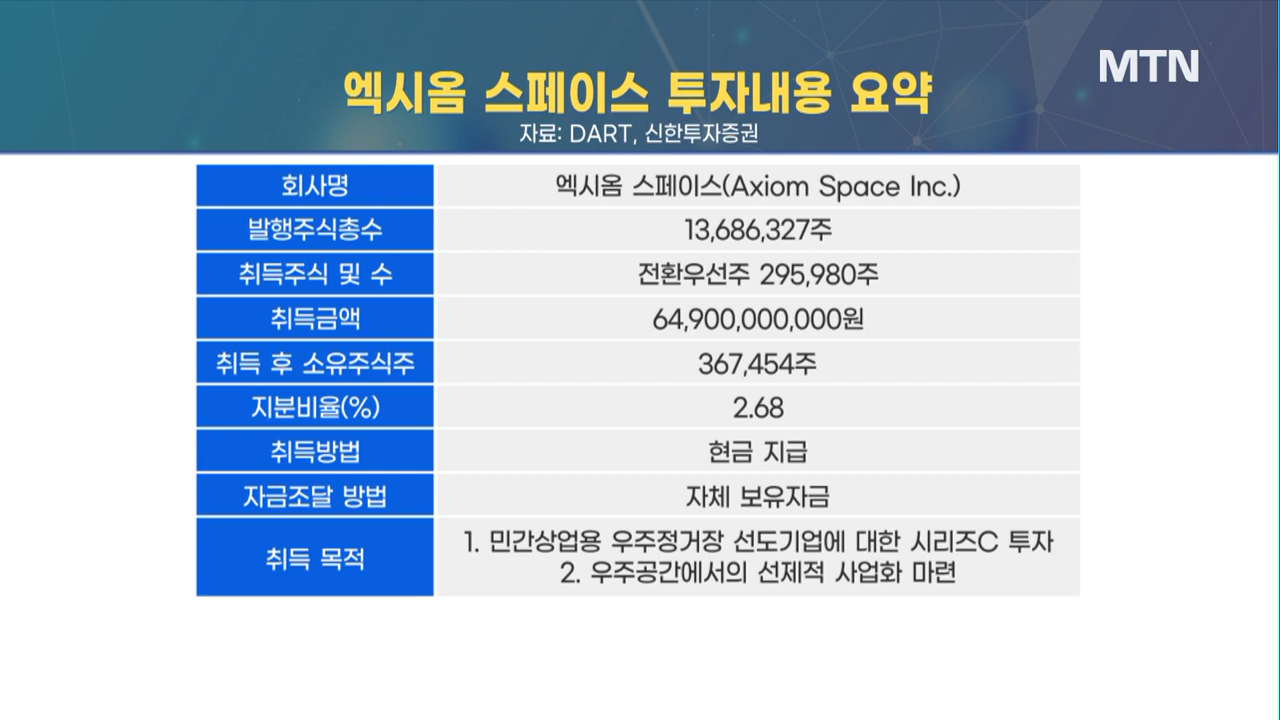 MTN
엑시옴 스페이스 투자내용 요약
자료: DART, 신한투자증권
회사명 엑시옴 스페이스(Axiom Space Inc.)
발행주식총수 13,686,327주
취득주식 및 수 전환우선주 295,980주
취득금액 64,900,000,000원
취득 후 소유주식주 367,454주
지분비율(%) 2.68
취득방법 현금 지급
자금조달 방법 자체 보유자금
취득 목적 1. 민간상업용 우주정거장 선도기업에 대한 시리즈C 투자
2. 우주공간에서의 선제적 사업화 마련